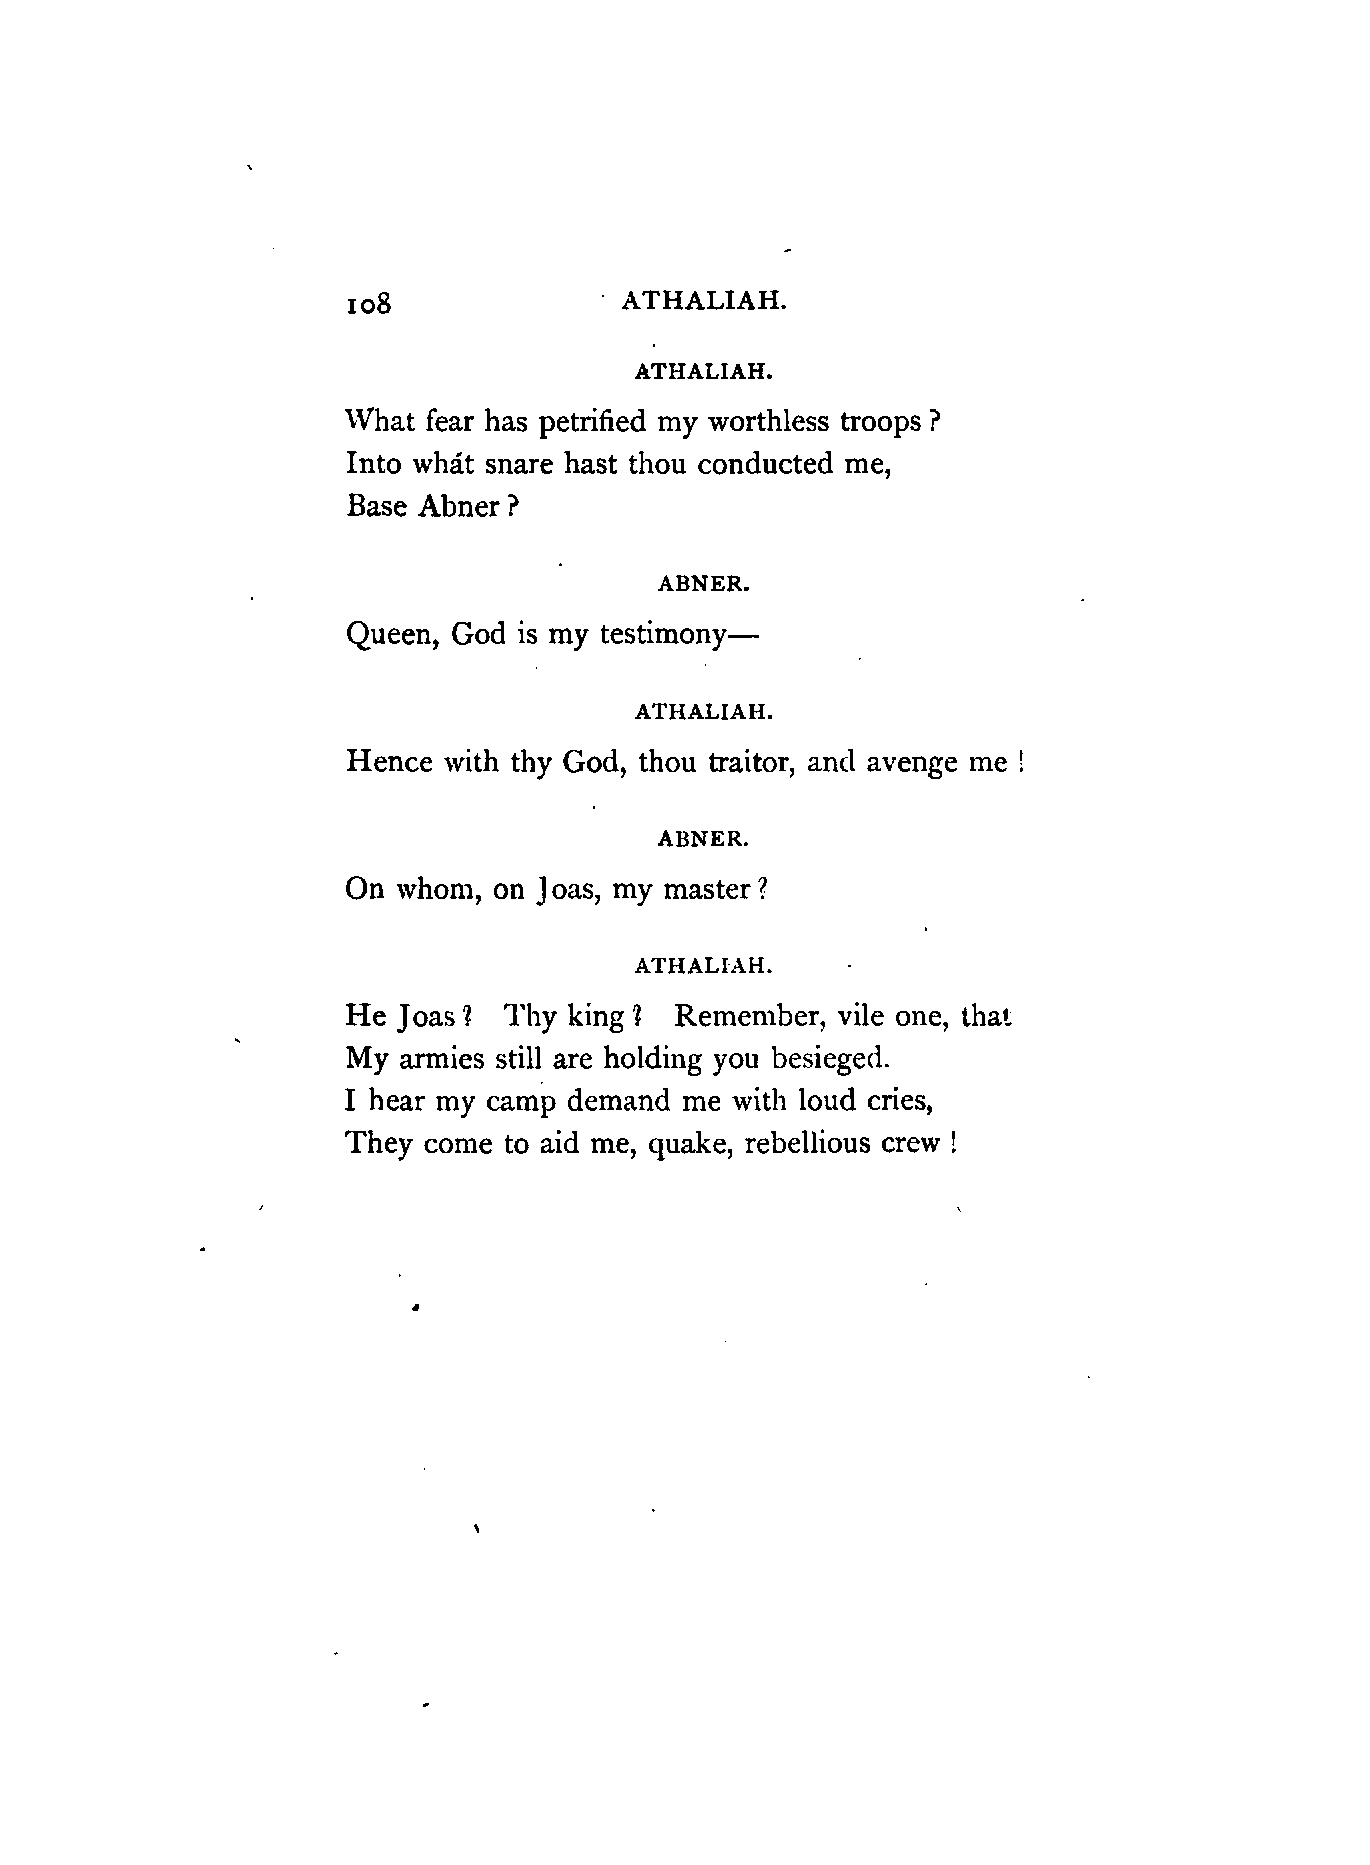 108 ATHALIAH.
ATHALIAH.
What fear has petrified my worthless troops?
Into what snare hast thou conducted me,
Base Abner?
ABNER.
Queen, God is my testimony—
ATHALIAH.
Hence with thy God, thou traitor, and avenge me!
ABNER.
On whom, on Joas, my master?
ATHALIAH.
He Joas? Thy king? Remember, vile one, that
My armies still are holding you besieged.
I hear my camp demand me with loud cries,
They come to aid me, quake, rebellious crew!